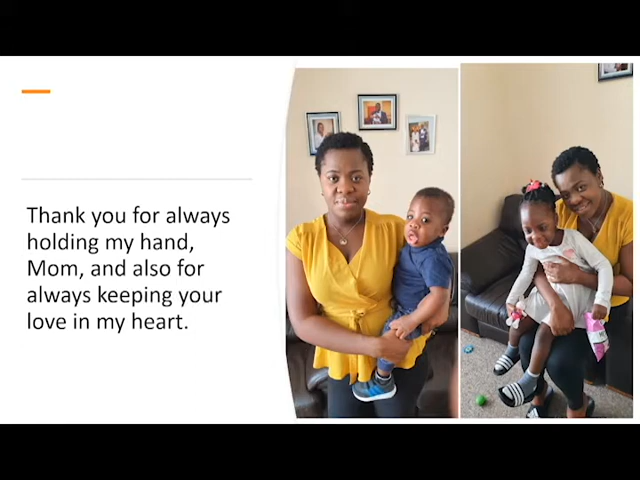 Thank you for always
holding my hand,
Mom, and also for
always keeping your
love in my heart.